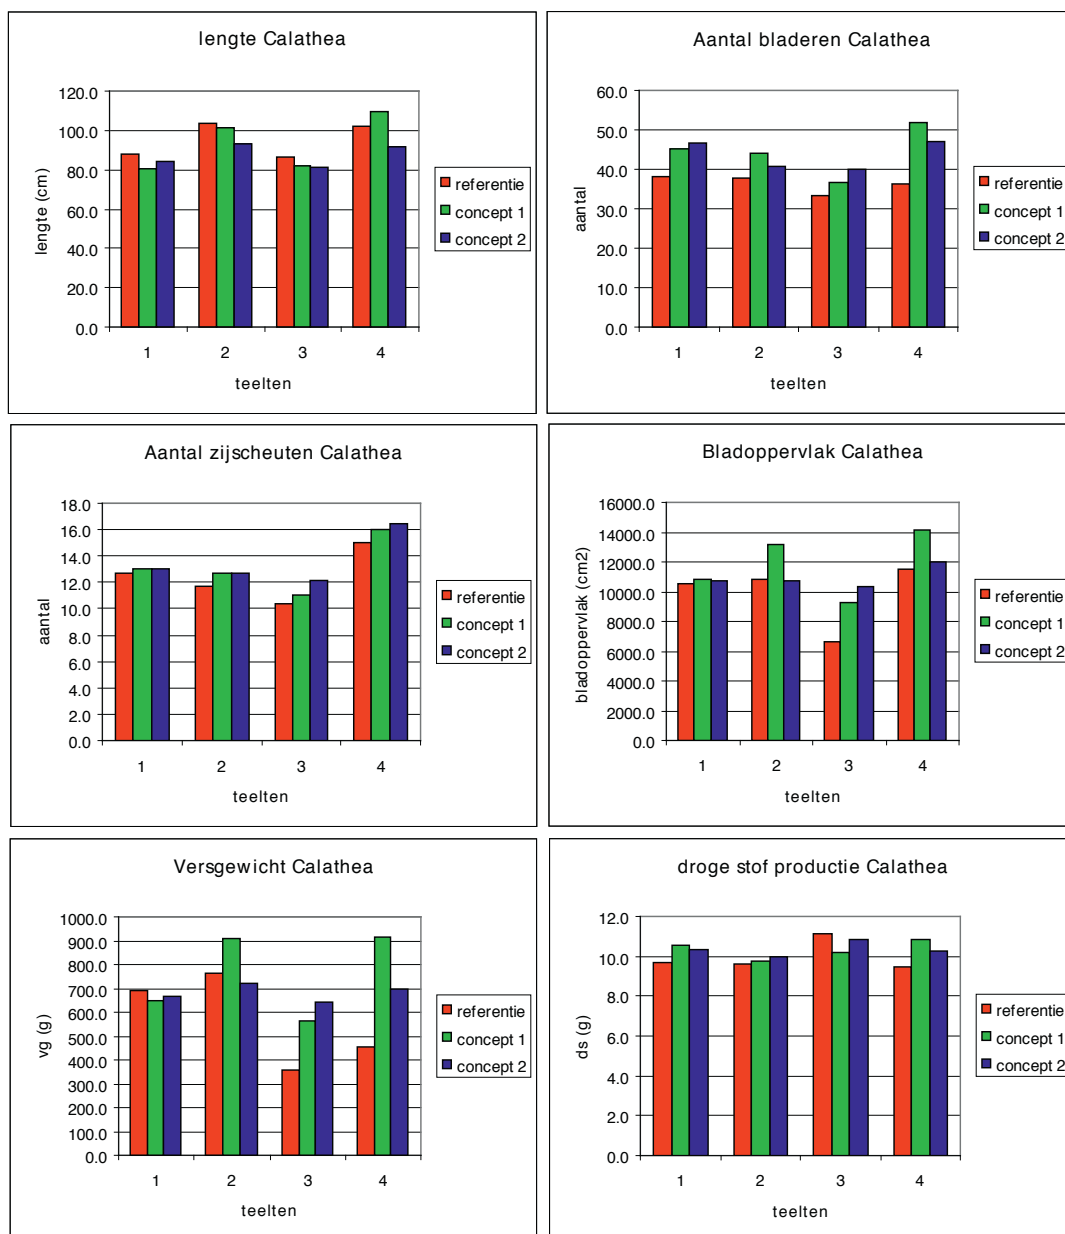 lengte Calathea
120.0
100.0
80.0
60.0
40.0
20.0
0.0
lengte (cm)
1 2 3 4
teelten
referentie
concept 1
concept 2
Aantal bladeren Calathea
60.0
50.0
40.0
30.0
20.0
10.0
0.0
aantal
1 2 3 4
teelten
referentie
concept 1
concept 2
Aantal zijscheuten Calathea
18.0
16.0
14.0
12.0
10.0
8.0
6.0
4.0
2.0
0.0
aantal
1 2 3 4
teelten
referentie
concept 1
concept 2
Bladoppervlak Calathea
16000.0
14000.0
12000.0
10000.0
8000.0
6000.0
4000.0
2000.0
0.0
bladoppervlak (cm2)
1 2 3 4
teelten
referentie
concept 1
concept 2
Versgewicht Calathea
1000.0
900.0
800.0
700.0
600.0
500.0
400.0
300.0
200.0
100.0
0.0
vg (g)
1 2 3 4
teelten
referentie
concept 1
concept 2
droge stof productie Calathea
12.0
10.0
8.0
6.0
4.0
2.0
0.0
ds (g)
1 2 3 4
teelten
referentie
concept 1
concept 2